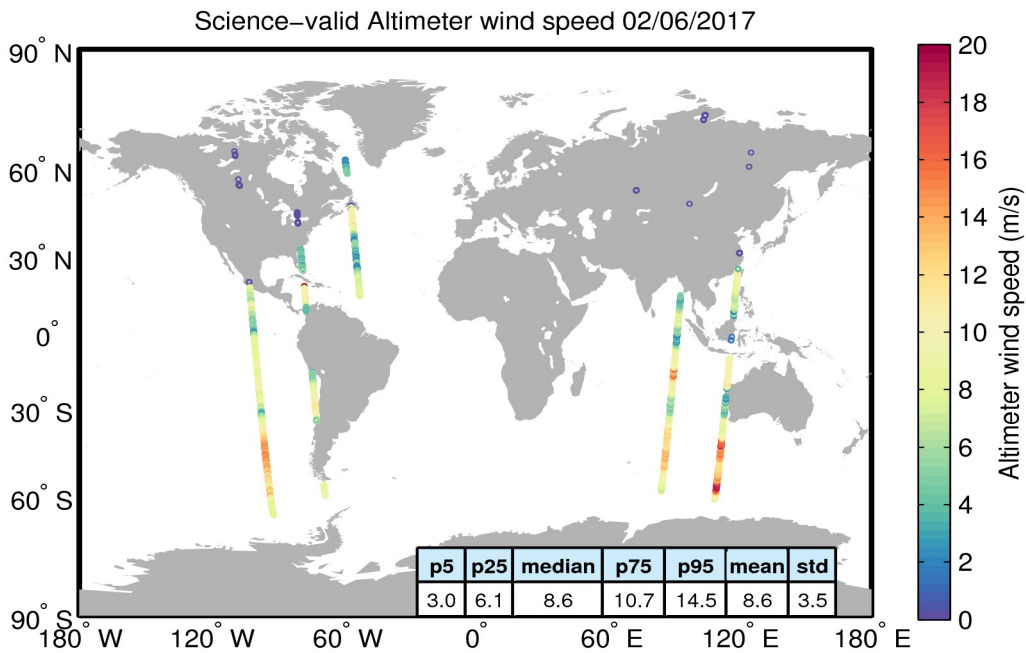 Science-valid Altimeter wind speed 02/06/2017
90° N
60° N
30° N
0°
30° S
60° S
90° S
180° W
120° W
60° W
0°
60° E
120° E
180° E
p5 p25 median p75 p95 mean std
3.0 6.1 8.6 10.7 14.5 8.6 3.5
20
18
16
14
12
10
8
6
4
2
0
Altimeter wind speed (m/s)